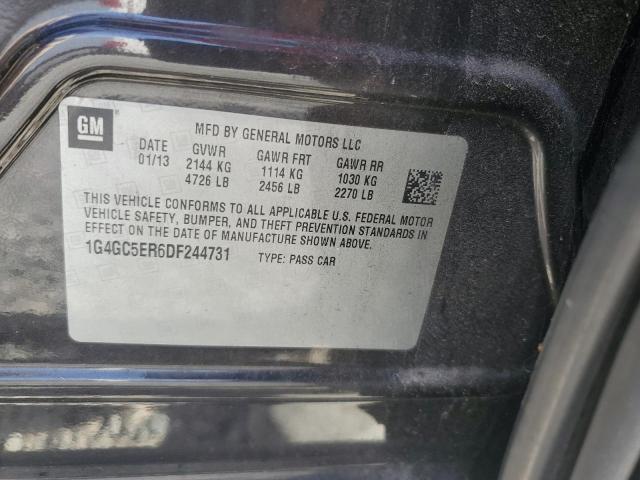 GM
MFD BY GENERAL MOTORS LLC
DATE GVWR GAWR FRT GAWR RR
01/13 2144 KG 1114 KG 1030 KG
4726 LB 2456 LB 2270 LB
THIS VEHICLE CONFORMS TO ALL APPLICABLE U.S. FEDERAL MOTOR
VEHICLE SAFETY, BUMPER, AND THEFT PREVENTION STANDARDS IN
EFFECT ON THE DATE OF MANUFACTURE SHOWN ABOVE.
1G4GC5ER6DF244731 TYPE: PASS CAR